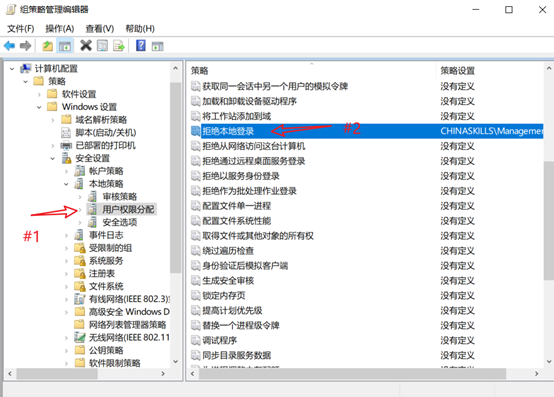 组策略管理编辑器
文件(F) 操作(A) 查看(V) 帮助(H)
计算机配置
策略
软件设置
Windows 设置
域名解析策略
脚本(启动/关机)
已部署的打印机
安全设置
帐户策略
本地策略
审核策略
用户权限分配
安全选项
#1
事件日志
受限制的组
系统服务
注册表
文件系统
有线网络(IEEE 802.3)
高级安全 Windows D
网络列表管理器策略
无线网络(IEEE 802.11
公钥策略
软件限制策略
策略 策略设置
获取同一会话中另一个用户的模拟令牌 没有定义
加载和卸载设备驱动程序 没有定义
将工作站添加到域 没有定义
拒绝本地登录 #2 CHINASKILLS\Manageme
拒绝从网络访问这台计算机 没有定义
拒绝通过远程桌面服务登录 没有定义
拒绝以服务身份登录 没有定义
拒绝作为批处理作业登录 没有定义
配置文件单一进程 没有定义
配置文件系统性能 没有定义
取得文件或其他对象的所有权 没有定义
绕过遍历检查 没有定义
身份验证后模拟客户端 没有定义
生成安全审核 没有定义
锁定内存页 没有定义
提高计划优先级 没有定义
替换一个进程级令牌 没有定义
调试程序 没有定义
同步目录服务数据 没有定义